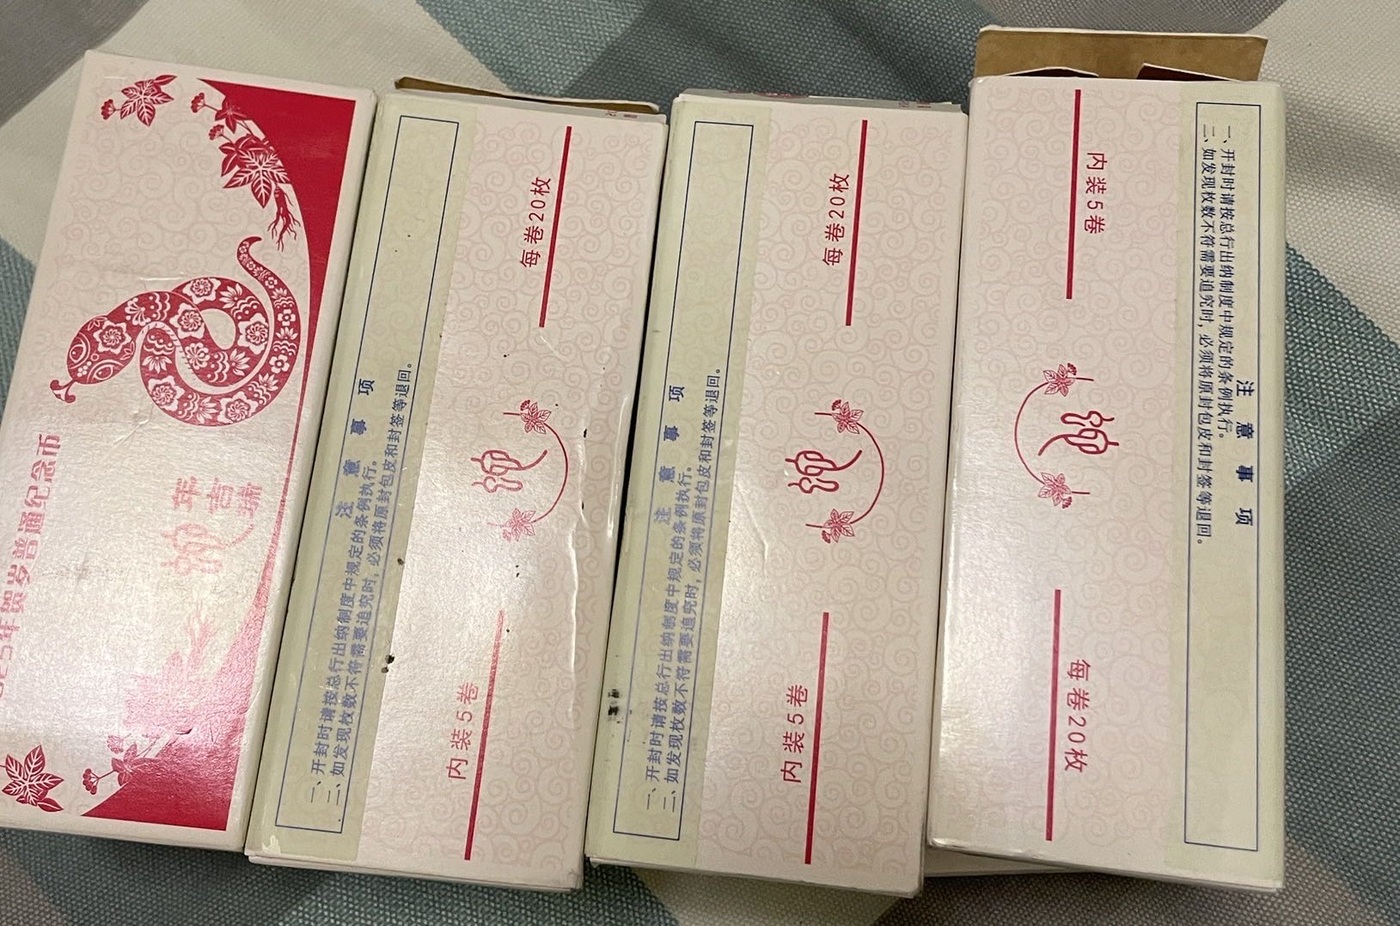 年贺岁普通纪念币
年
吉
祥
注意事项
一、开封时请按总行出纳制度中规定的条例执行。
二、如发现枚数不符需要追究时，必须将原封包皮和封签等退回。
内装5卷
每卷20枚
注意事项
一、开封时请按总行出纳制度中规定的条例执行。
二、如发现枚数不符需要追究时，必须将原封包皮和封签等退回。
内装5卷
每卷20枚
内装5卷
每卷20枚
注意事项
一、开封时请按总行出纳制度中规定的条例执行。
二、如发现枚数不符需要追究时，必须将原封包皮和封签等退回。